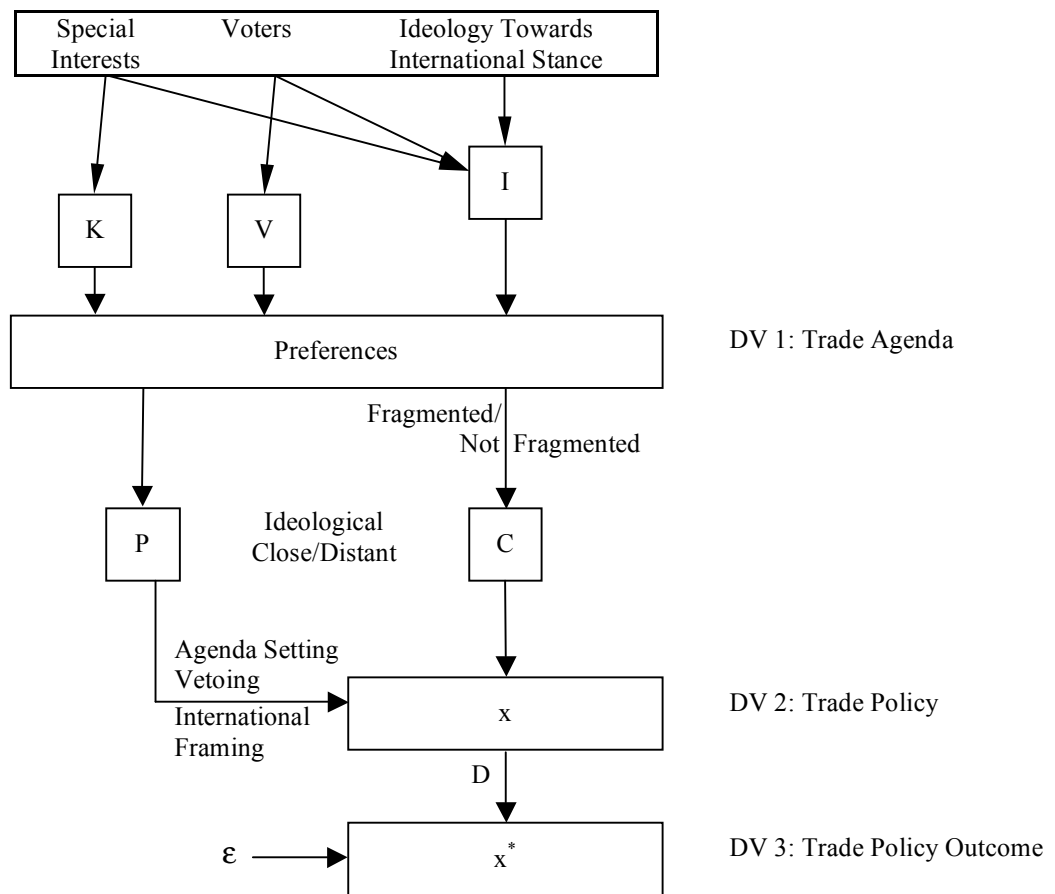 Special Interests
Voters
Ideology Towards
International Stance
I
K
V
Preferences
DV 1: Trade Agenda
Fragmented/
Not Fragmented
P
Ideological
Close/Distant
C
Agenda Setting
Vetoing
International
Framing
x
DV 2: Trade Policy
D
ε
x*
DV 3: Trade Policy Outcome